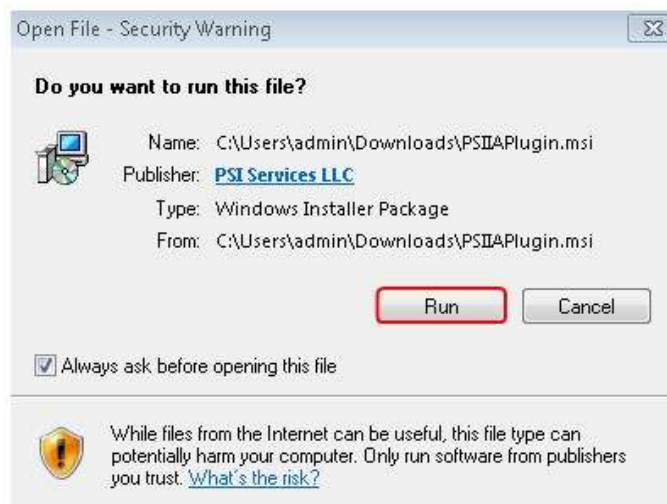 Open File - Security Warning
Do you want to run this file?
Name: C:\Users\admin\Downloads\PSIIAPlugin.msi
Publisher: PSI Services LLC
Type: Windows Installer Package
From: C:\Users\admin\Downloads\PSIIAPlugin.msi
Run Cancel
Always ask before opening this file
While files from the Internet can be useful, this file type can
potentially harm your computer. Only run software from publishers
you trust. What's the risk?